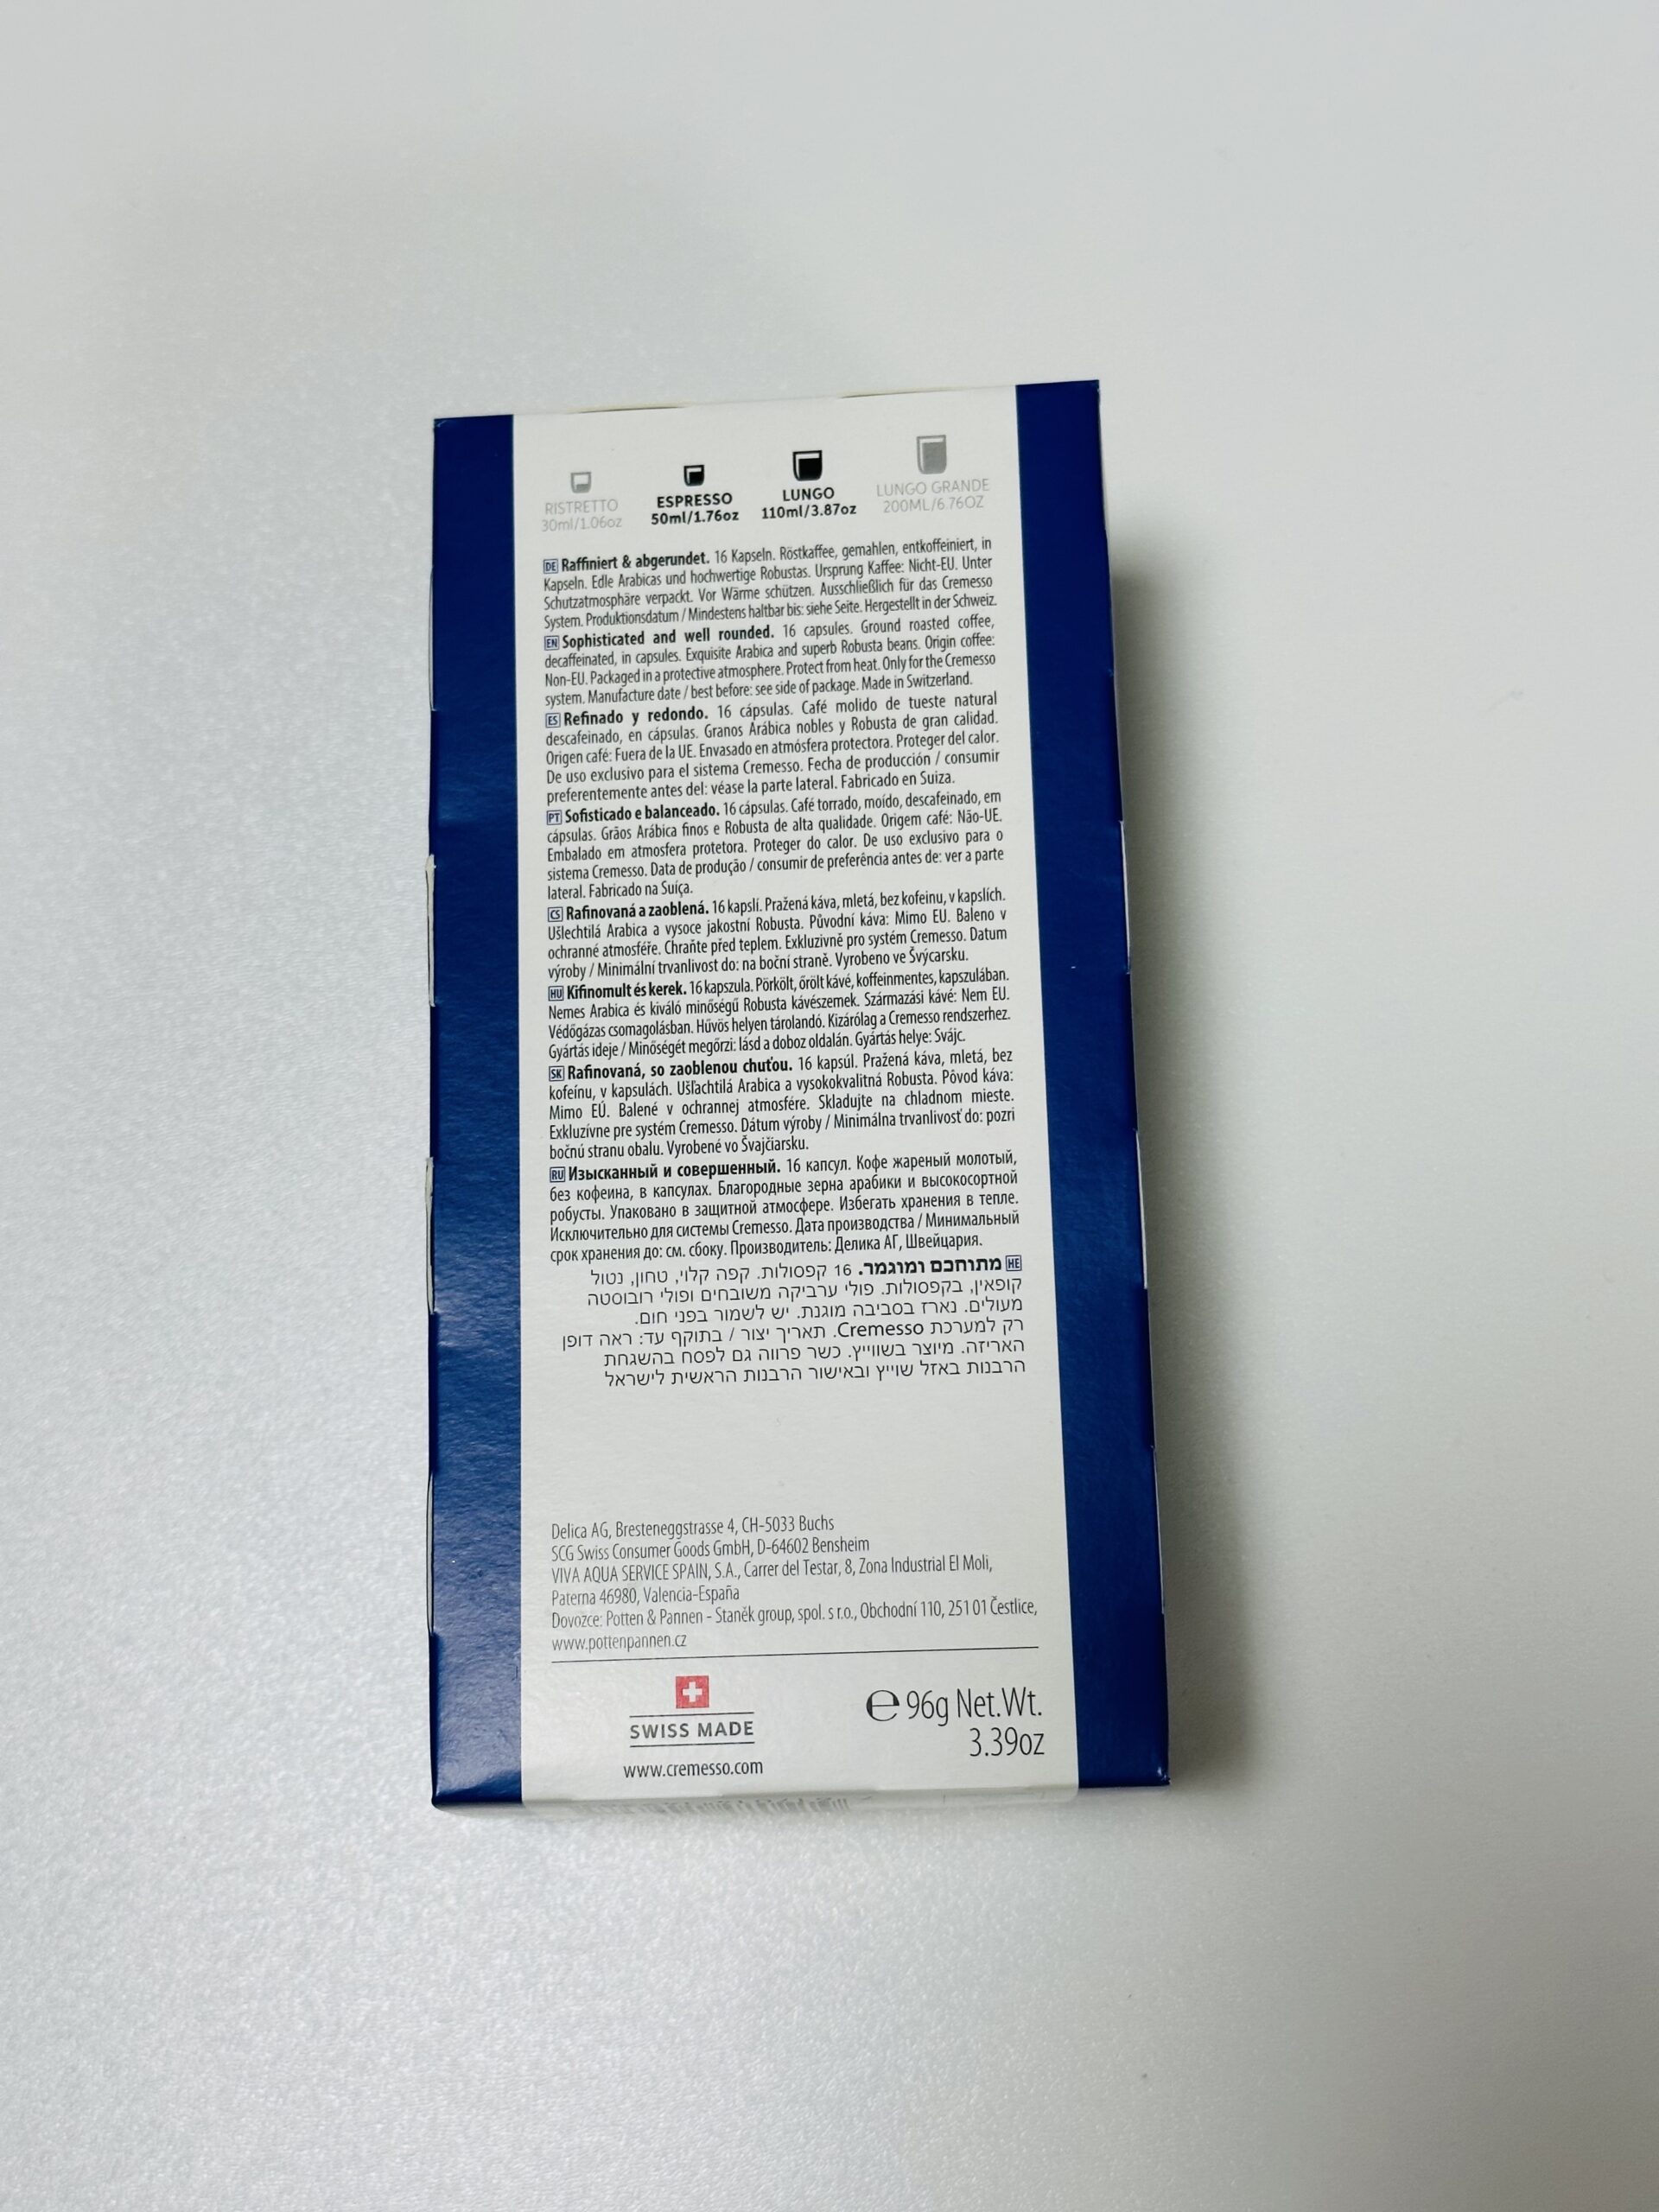 RISTRETTO
30ml/1.06oz
ESPRESSO
50ml/1.76oz
LUNGO
110ml/3.87oz
LUNGO GRANDE
200ML/6.76OZ
DE Raffiniert & abgerundet. 16 Kapseln. Röstkaffee, gemahlen, entkoffeiniert, in
Kapseln. Edle Arabicas und hochwertige Robustas. Ursprung Kaffee: Nicht-EU. Unter
Schutzatmosphäre verpackt. Vor Wärme schützen. Ausschließlich für das Cremesso
System. Produktionsdatum / Mindestens haltbar bis: siehe Seite. Hergestellt in der Schweiz.
EN Sophisticated and well rounded. 16 capsules. Ground roasted coffee,
decaffeinated, in capsules. Exquisite Arabica and superb Robusta beans. Origin coffee:
Non-EU. Packaged in a protective atmosphere. Protect from heat. Only for the Cremesso
system. Manufacture date / best before: see side of package. Made in Switzerland.
ES Refinado y redondo. 16 cápsulas. Café molido de tueste natural
descafeinado, en cápsulas. Granos Arábica nobles y Robusta de gran calidad.
Origen café: Fuera de la UE. Envasado en atmósfera protectora. Proteger del calor.
De uso exclusivo para el sistema Cremesso. Fecha de producción / consumir
preferentemente antes del: véase la parte lateral. Fabricado en Suiza.
PT Sofisticado e balanceado. 16 cápsulas. Café torrado, moído, descafeinado, em
cápsulas. Grãos Arábica finos e Robusta de alta qualidade. Origem café: Não-UE.
Embalado em atmosfera protetora. Proteger do calor. De uso exclusivo para o
sistema Cremesso. Data de produção / consumir de preferência antes de: ver a parte
lateral. Fabricado na Suíça.
CS Rafinovaná a zaoblená. 16 kapslí. Pražená káva, mletá, bez kofeinu, v kapslích.
Ušlechtilá Arabica a vysoce jakostní Robusta. Původní káva: Mimo EU. Baleno v
ochranné atmosféře. Chraňte před teplem. Exkluzivně pro systém Cremesso. Datum
výroby / Minimální trvanlivost do: na boční straně. Vyrobeno ve Švýcarsku.
HU Kifinomult és kerek. 16 kapszula. Pörkölt, őrölt kávé, koffeinmentes, kapszulában.
Nemes Arabica és kiváló minőségű Robusta kávészemek. Származási kávé: Nem EU.
Védőgázas csomagolásban. Hűvös helyen tárolandó. Kizárólag a Cremesso rendszerhez.
Gyártás ideje / Minőségét megőrzi: lásd a doboz oldalán. Gyártás helye: Svájc.
SK Rafinovaná, so zaoblenou chuťou. 16 kapsúl. Pražená káva, mletá, bez
kofeínu, v kapsulách. Ušľachtilá Arabica a vysokokvalitná Robusta. Pôvod káva:
Mimo EÚ. Balené v ochrannej atmosfére. Skladujte na chladnom mieste.
Exkluzívne pre systém Cremesso. Dátum výroby / Minimálna trvanlivosť do: pozri
bočnú stranu obalu. Vyrobené vo Švajčiarsku.
RU Изысканный и совершенный. 16 капсул. Кофе жареный молотый,
без кофеина, в капсулах. Благородные зерна арабики и высокосортной
робусты. Упаковано в защитной атмосфере. Избегать хранения в тепле.
Исключительно для системы Cremesso. Дата производства / Минимальный
срок хранения до: см. сбоку. Производитель: Делика АГ, Швейцария.
HE מתוחכם ומוגמר. 16 קפסולות. קפה קלוי, טחון, נטול
קופאין, בקפסולות. פולי ערביקה משובחים ופולי רובוסטה
מעולים. נארז בסביבה מוגנת. יש לשמור בפני חום.
רק למערכת Cremesso. תאריך יצור / בתוקף עד: ראה דופן
האריזה. מיוצר בשווייץ. כשר פרווה גם לפסח בהשגחת
הרבנות באזל שוייץ ובאישור הרבנות הראשית לישראל
Delica AG, Bresteneggstrasse 4, CH-5033 Buchs
SCG Swiss Consumer Goods GmbH, D-64602 Bensheim
VIVA AQUA SERVICE SPAIN, S.A., Carrer del Testar, 8, Zona Industrial El Moli,
Paterna 46980, Valencia-España
Dovozce: Potten & Pannen - Staněk group, spol. s r.o., Obchodní 110, 251 01 Čestlice,
www.pottenpannen.cz
SWISS MADE
www.cremesso.com
℮ 96g Net.Wt.
3.39oz